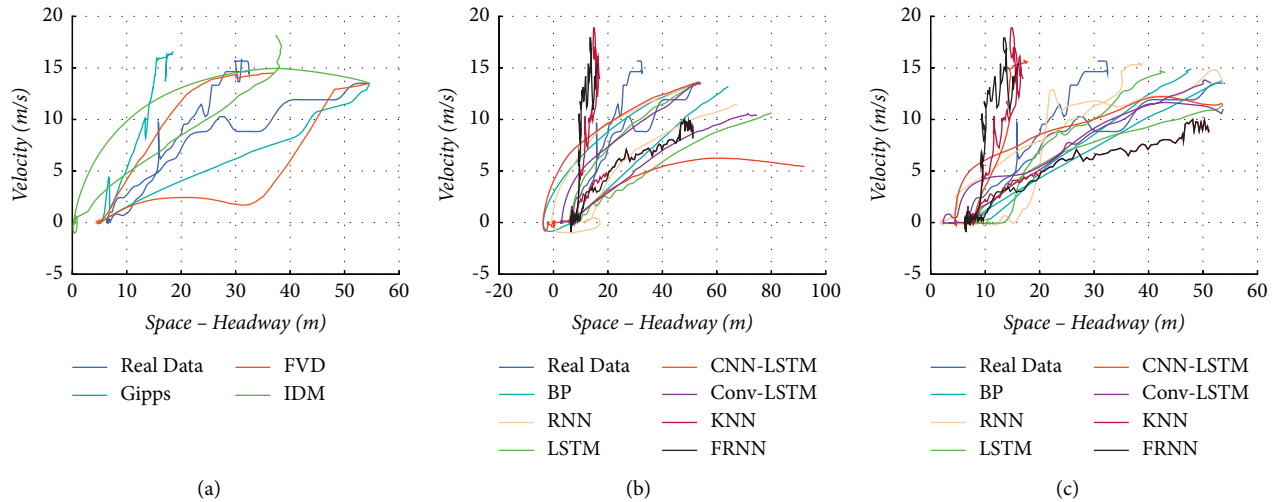 20
15
10
5
0
-5
Velocity (m/s)
0 10 20 30 40 50 60
Space – Headway (m)
Real Data
Gipps
FVD
IDM
(a)
20
15
10
5
0
-5
Velocity (m/s)
-20 0 20 40 60 80 100
Space – Headway (m)
Real Data
BP
RNN
LSTM
CNN-LSTM
Conv-LSTM
KNN
FRNN
(b)
20
15
10
5
0
-5
Velocity (m/s)
0 10 20 30 40 50 60
Space – Headway (m)
Real Data
BP
RNN
LSTM
CNN-LSTM
Conv-LSTM
KNN
FRNN
(c)